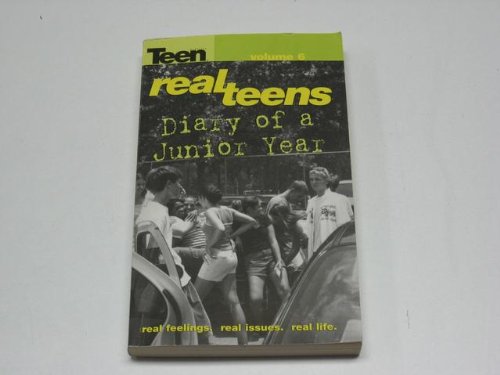 Teen
volume 6
real teens
Diary of a
Junior Year
real feelings. real issues. real life.